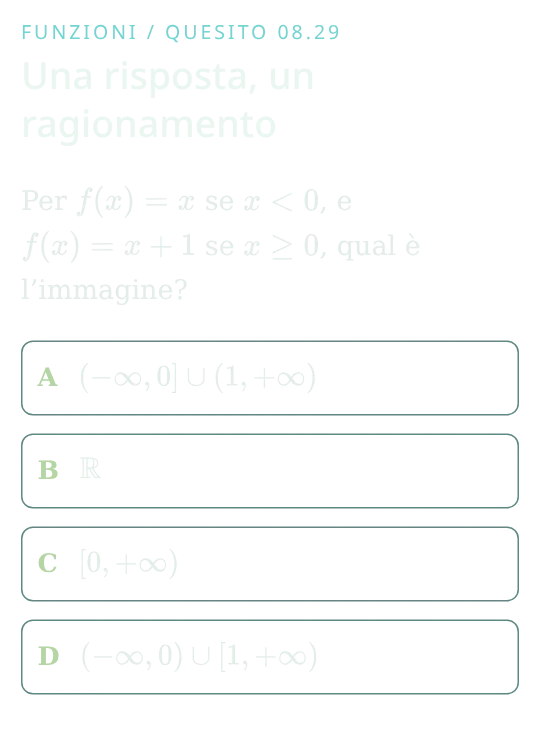 FUNZIONI / QUESITO 08.29
Una risposta, un
ragionamento
Per f(x) = x se x < 0, e
f(x) = x + 1 se x ≥ 0, qual è
l’immagine?
A (−∞, 0] ∪ (1, +∞)
B ℝ
C [0, +∞)
D (−∞, 0) ∪ [1, +∞)